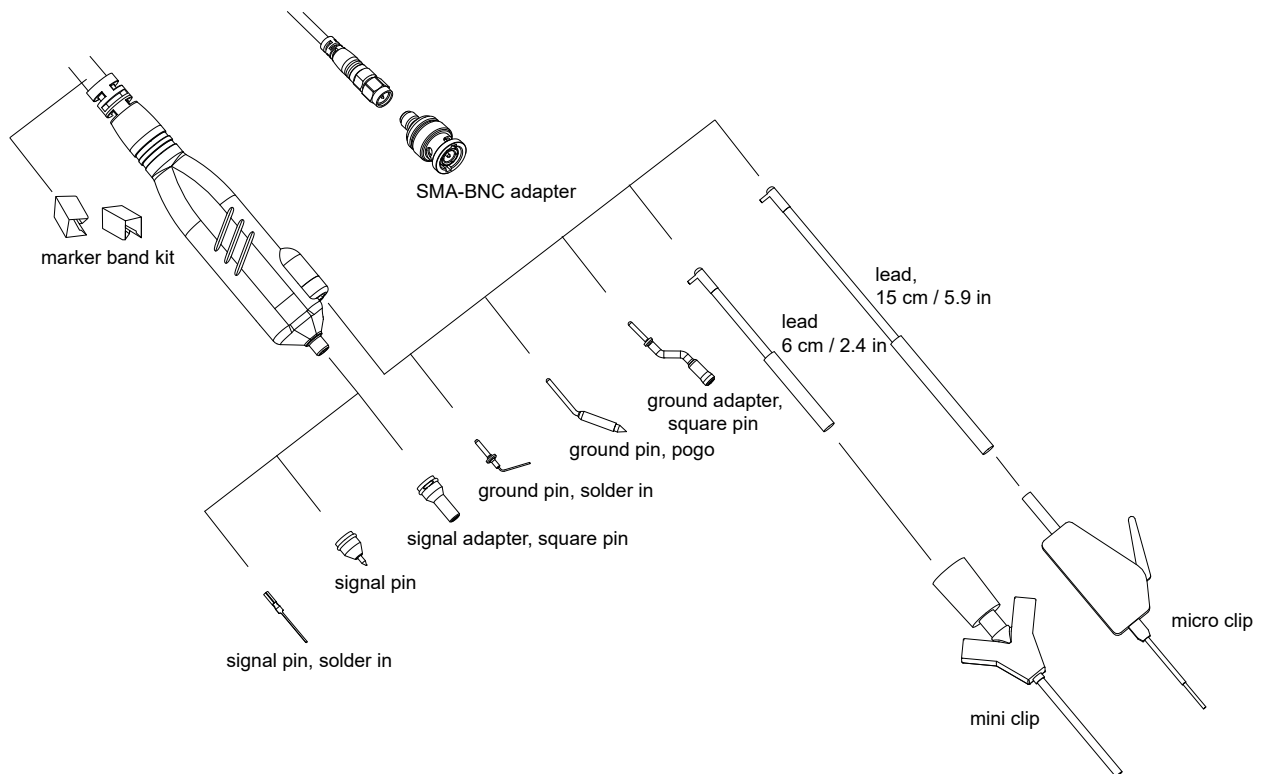 SMA-BNC adapter
marker band kit
lead,
15 cm / 5.9 in
lead
6 cm / 2.4 in
ground adapter,
square pin
ground pin, pogo
ground pin, solder in
signal adapter, square pin
signal pin
signal pin, solder in
micro clip
mini clip